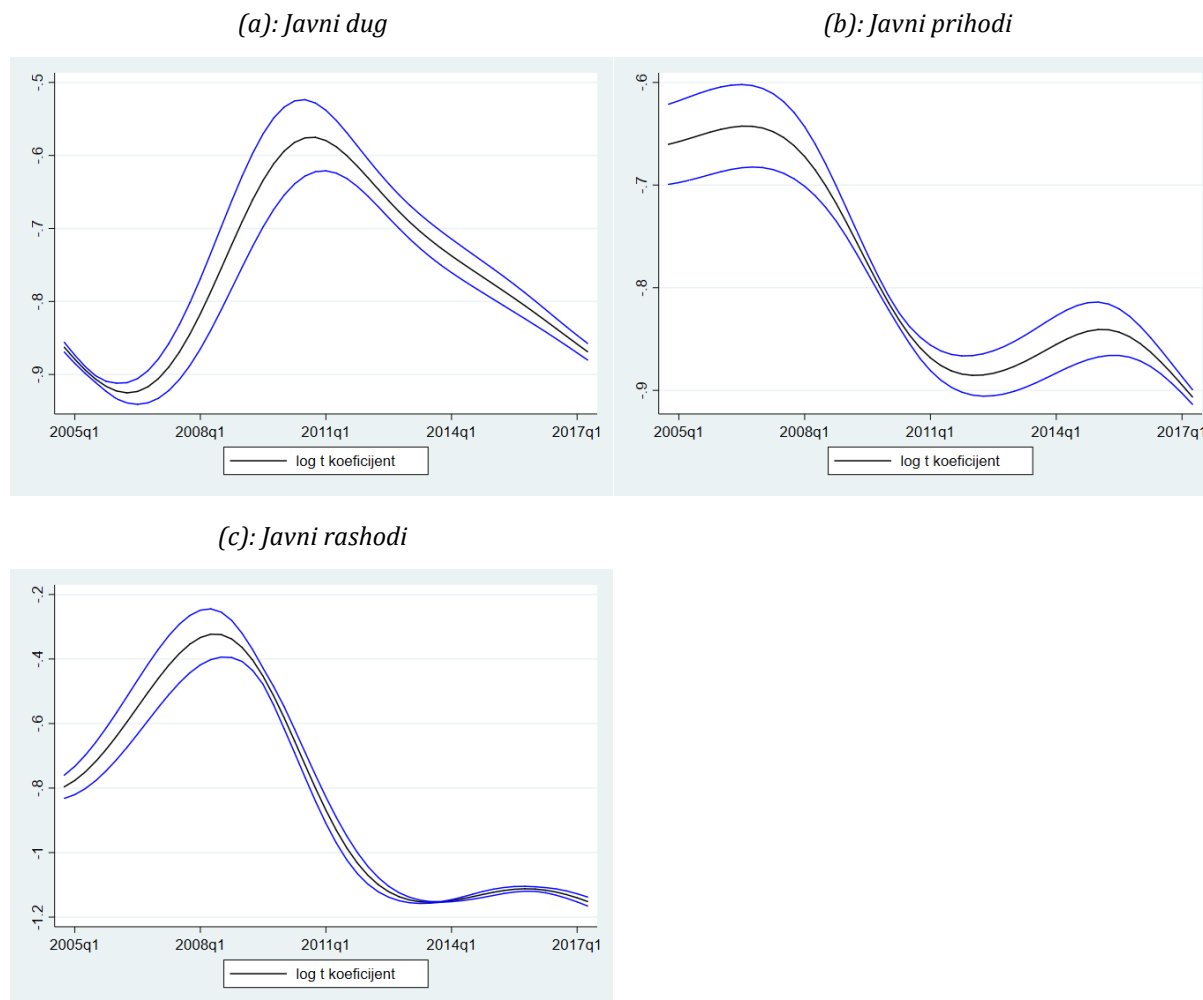 (a): Javni dug
-.5
-.6
-.7
-.8
-.9
2005q1 2008q1 2011q1 2014q1 2017q1
log t koeficijent
(b): Javni prihodi
-.6
-.7
-.8
-.9
2005q1 2008q1 2011q1 2014q1 2017q1
log t koeficijent
(c): Javni rashodi
-.2
-.4
-.6
-.8
-1
-1.2
2005q1 2008q1 2011q1 2014q1 2017q1
log t koeficijent